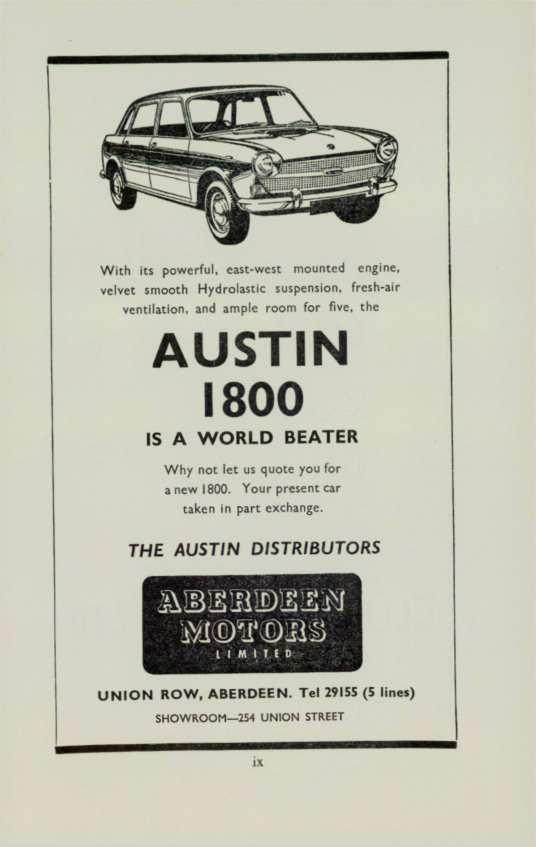 With its powerful, east-west mounted engine,
velvet smooth Hydrolastic suspension, fresh-air
ventilation, and ample room for five, the
AUSTIN
1800
IS A WORLD BEATER
Why not let us quote you for
a new 1800. Your present car
taken in part exchange.
THE AUSTIN DISTRIBUTORS
ABERDEEN
MOTORS
LIMITED
UNION ROW, ABERDEEN. Tel 29155 (5 lines)
SHOWROOM—254 UNION STREET
ix